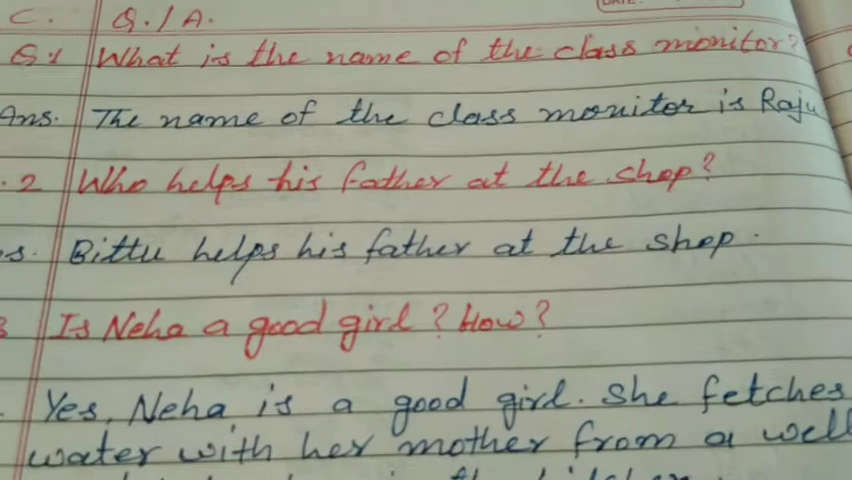 C. Q./A.
Q.1 What is the name of the class monitor?
Ans. The name of the class monitor is Raju
.2 Who helps his father at the shop?
s. Bittu helps his father at the shop.
3 Is Neha a good girl? How?
. Yes, Neha is a good girl. She fetches
water with her mother from a well